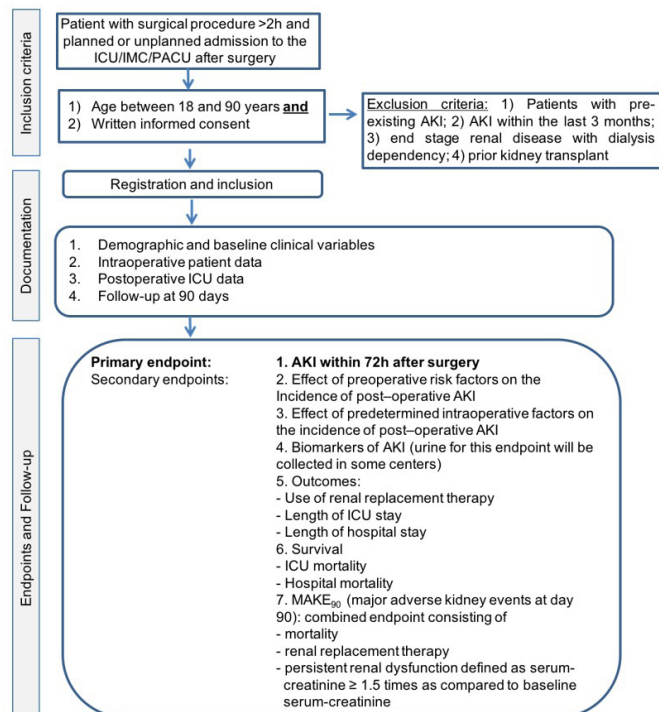 Inclusion criteria
Patient with surgical procedure >2h and
planned or unplanned admission to the
ICU/IMC/PACU after surgery
1) Age between 18 and 90 years and
2) Written informed consent
Exclusion criteria: 1) Patients with pre-
existing AKI; 2) AKI within the last 3 months;
3) end stage renal disease with dialysis
dependency; 4) prior kidney transplant
Registration and inclusion
Documentation
1. Demographic and baseline clinical variables
2. Intraoperative patient data
3. Postoperative ICU data
4. Follow-up at 90 days
Endpoints and Follow-up
Primary endpoint: 1. AKI within 72h after surgery
Secondary endpoints: 2. Effect of preoperative risk factors on the
Incidence of post–operative AKI
3. Effect of predetermined intraoperative factors on
the incidence of post–operative AKI
4. Biomarkers of AKI (urine for this endpoint will be
collected in some centers)
5. Outcomes:
- Use of renal replacement therapy
- Length of ICU stay
- Length of hospital stay
6. Survival
- ICU mortality
- Hospital mortality
7. MAKE₉₀ (major adverse kidney events at day
90): combined endpoint consisting of
- mortality
- renal replacement therapy
- persistent renal dysfunction defined as serum-
creatinine ≥ 1.5 times as compared to baseline
serum-creatinine